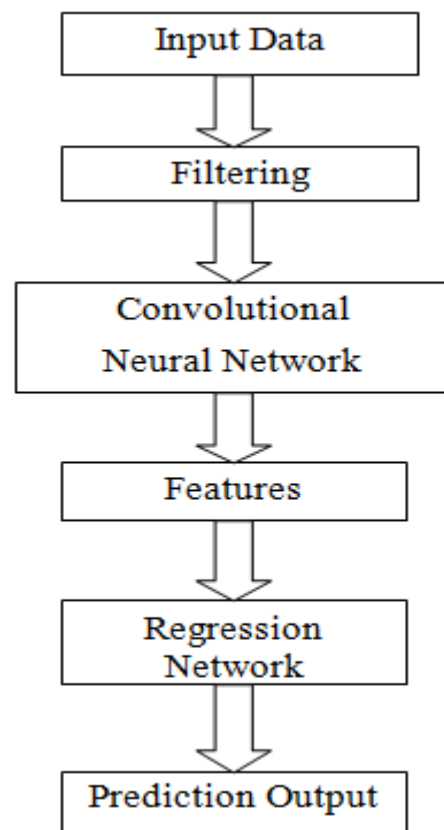 Input Data
Filtering
Convolutional
Neural Network
Features
Regression
Network
Prediction Output